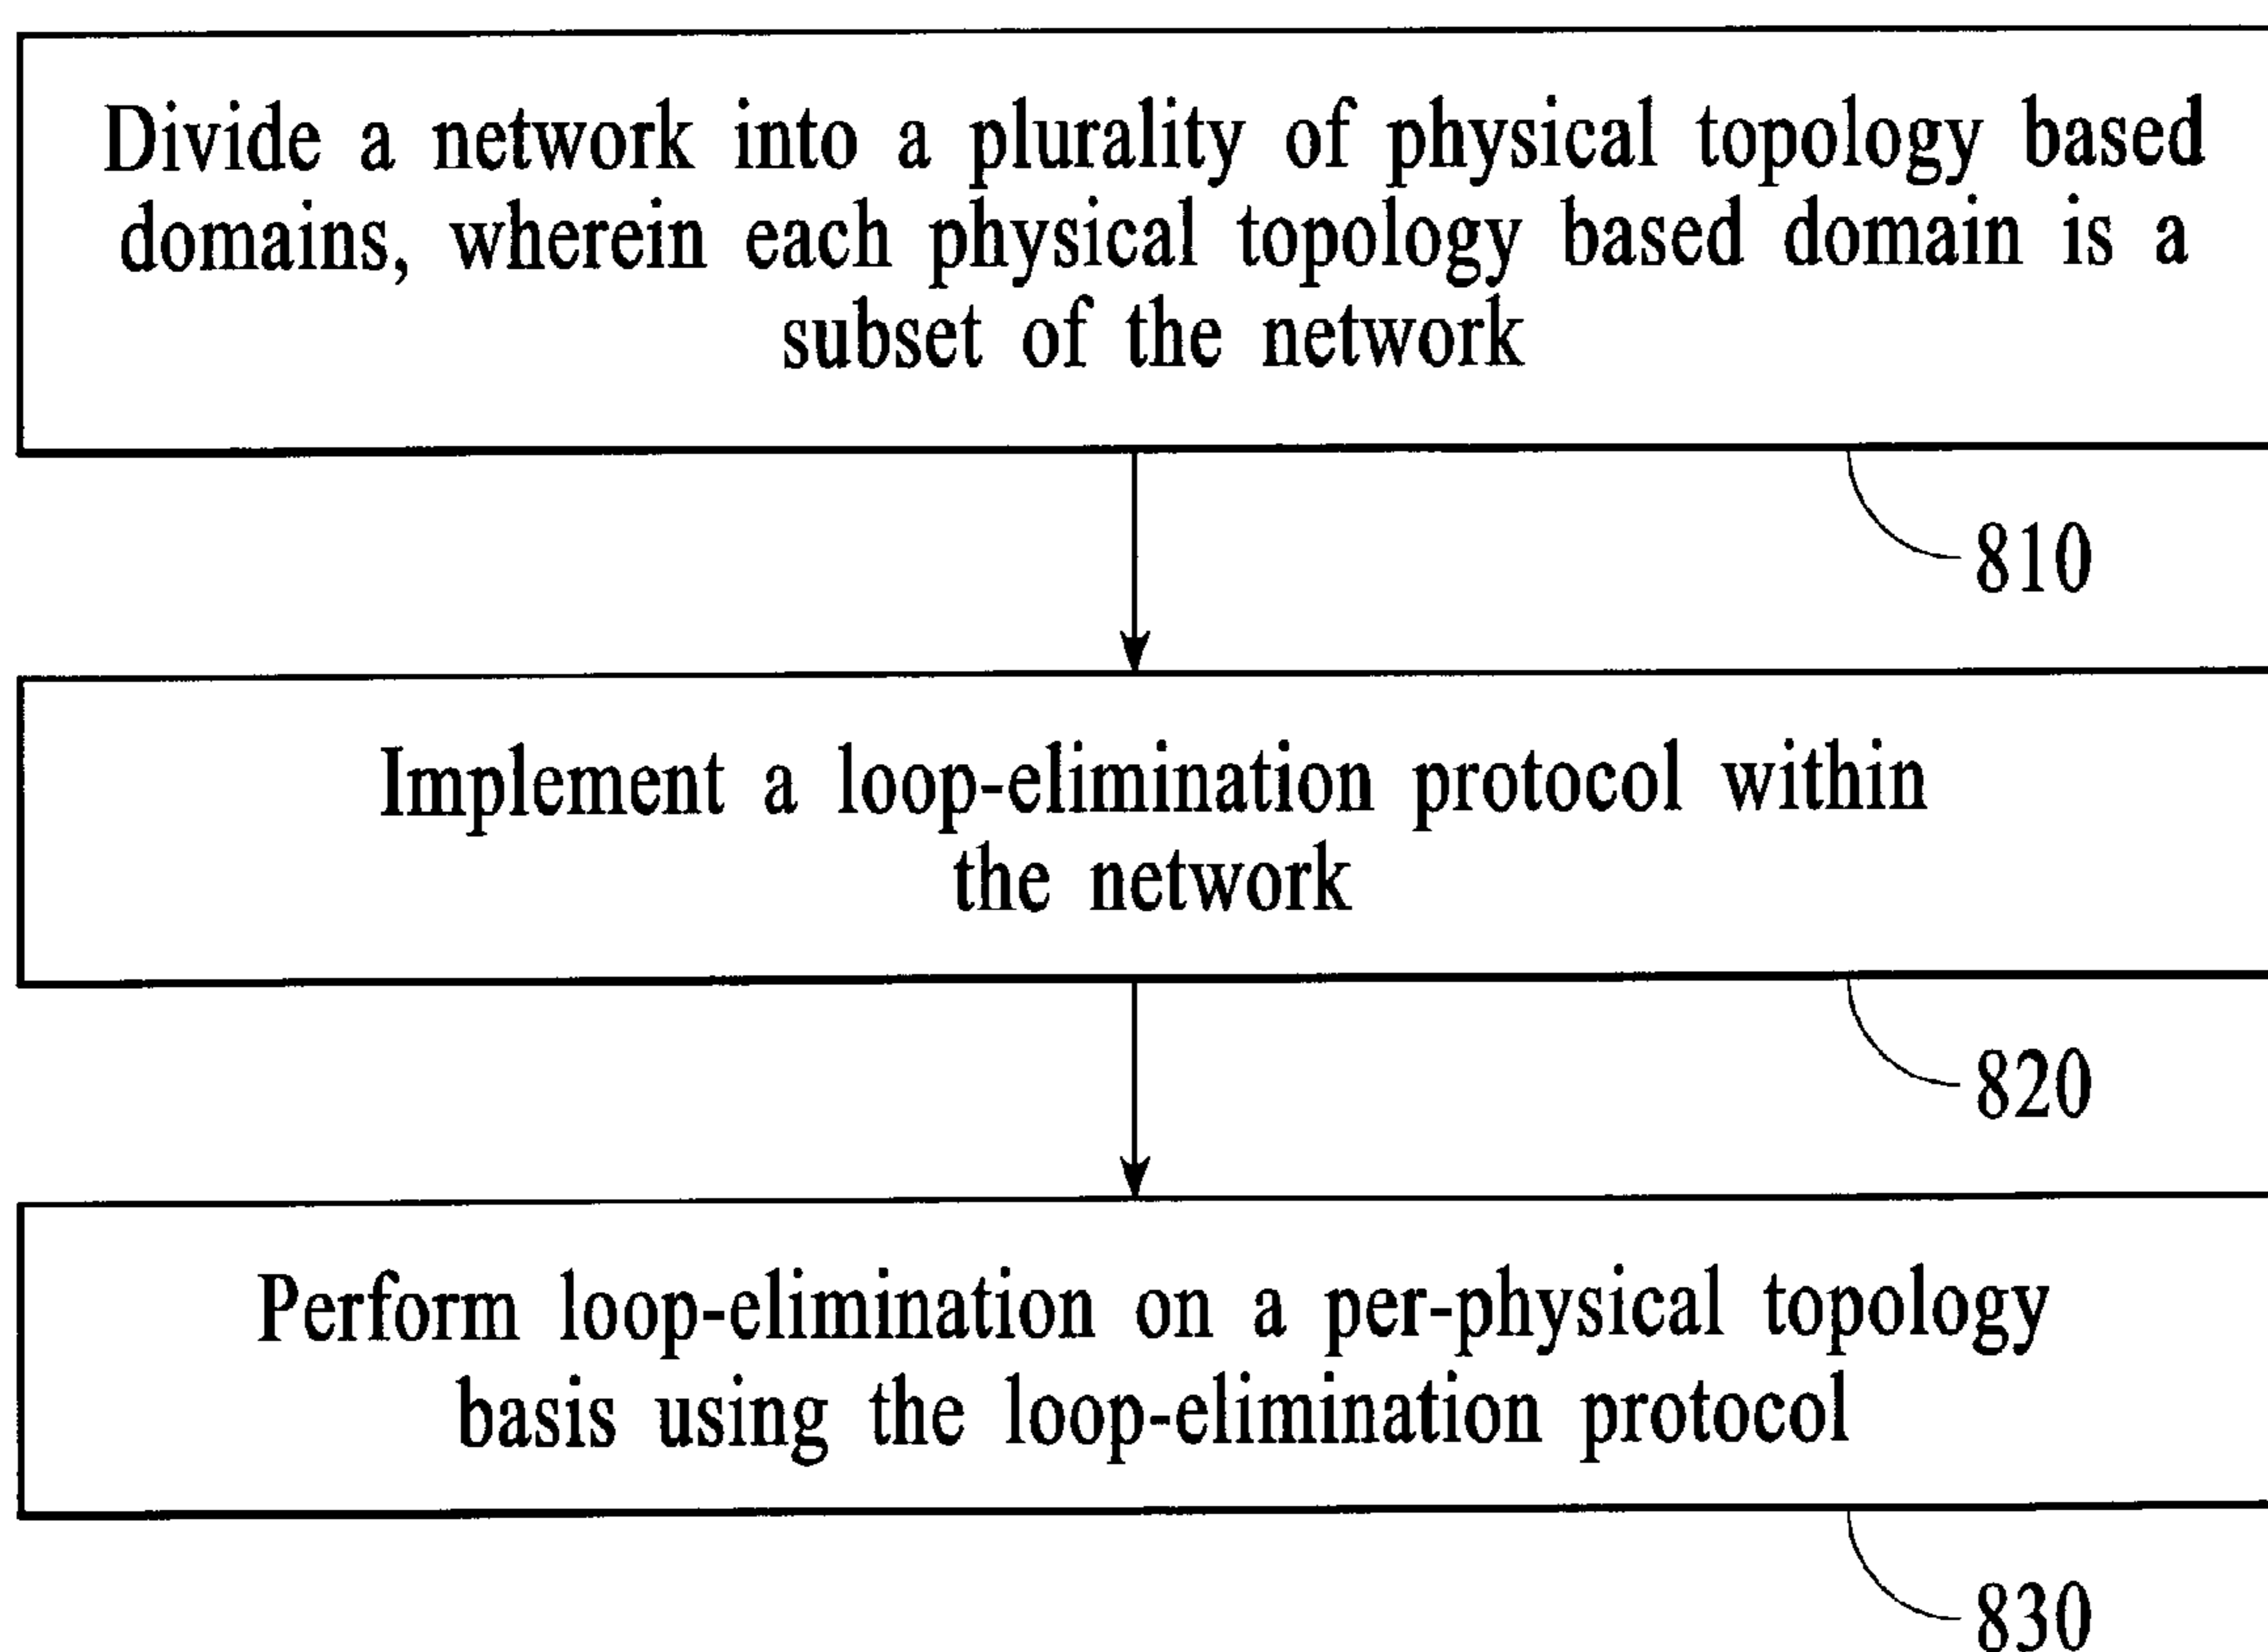 Divide a network into a plurality of physical topology based
domains, wherein each physical topology based domain is a
subset of the network
810
Implement a loop-elimination protocol within
the network
820
Perform loop-elimination on a per-physical topology
basis using the loop-elimination protocol
830